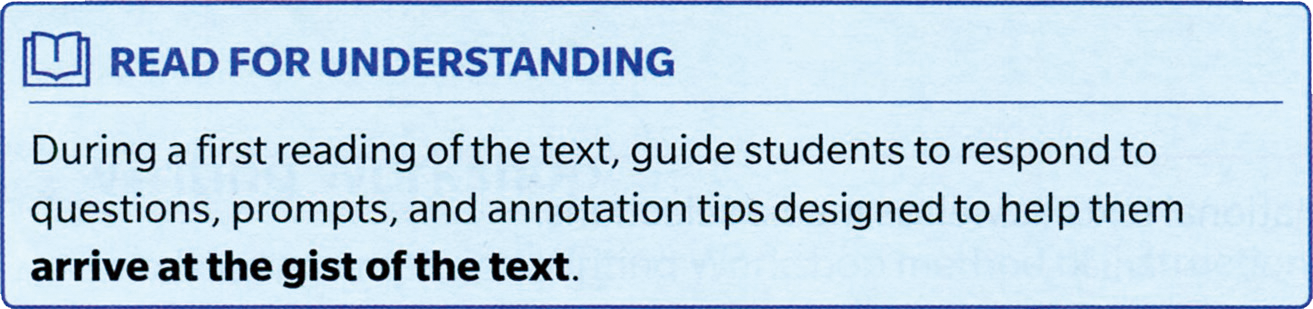 READ FOR UNDERSTANDING
During a first reading of the text, guide students to respond to
questions, prompts, and annotation tips designed to help them
arrive at the gist of the text.